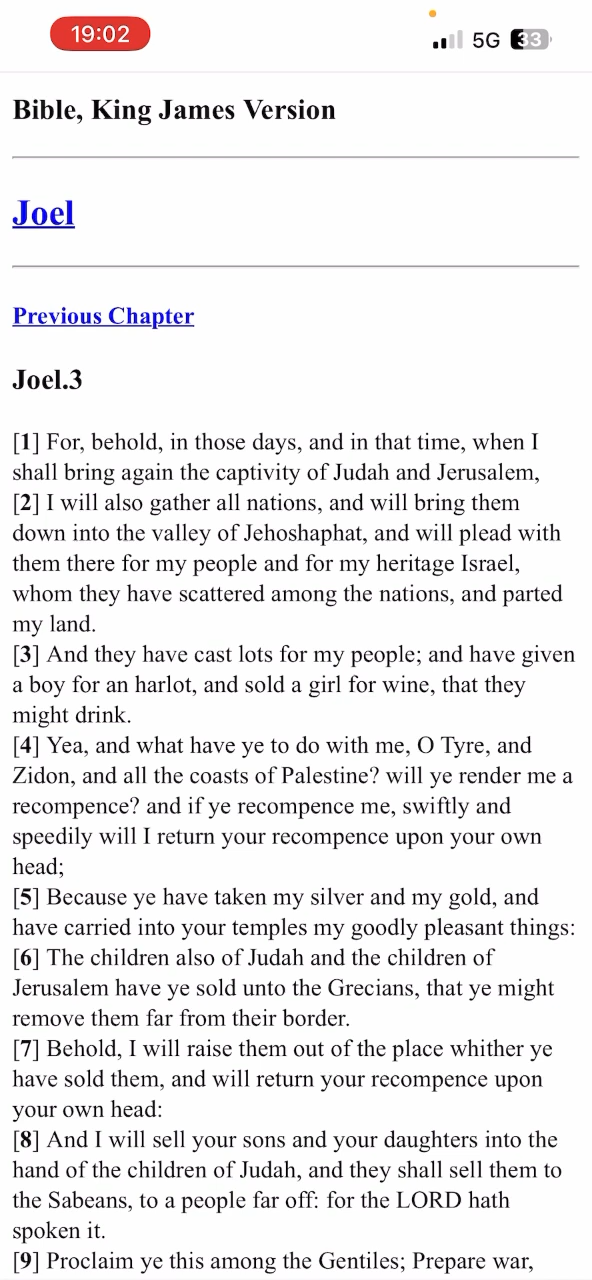 19:02
5G 33
Bible, King James Version
Joel
Previous Chapter
Joel.3
[1] For, behold, in those days, and in that time, when I
shall bring again the captivity of Judah and Jerusalem,
[2] I will also gather all nations, and will bring them
down into the valley of Jehoshaphat, and will plead with
them there for my people and for my heritage Israel,
whom they have scattered among the nations, and parted
my land.
[3] And they have cast lots for my people; and have given
a boy for an harlot, and sold a girl for wine, that they
might drink.
[4] Yea, and what have ye to do with me, O Tyre, and
Zidon, and all the coasts of Palestine? will ye render me a
recompence? and if ye recompence me, swiftly and
speedily will I return your recompence upon your own
head;
[5] Because ye have taken my silver and my gold, and
have carried into your temples my goodly pleasant things:
[6] The children also of Judah and the children of
Jerusalem have ye sold unto the Grecians, that ye might
remove them far from their border.
[7] Behold, I will raise them out of the place whither ye
have sold them, and will return your recompence upon
your own head:
[8] And I will sell your sons and your daughters into the
hand of the children of Judah, and they shall sell them to
the Sabeans, to a people far off: for the LORD hath
spoken it.
[9] Proclaim ye this among the Gentiles; Prepare war,